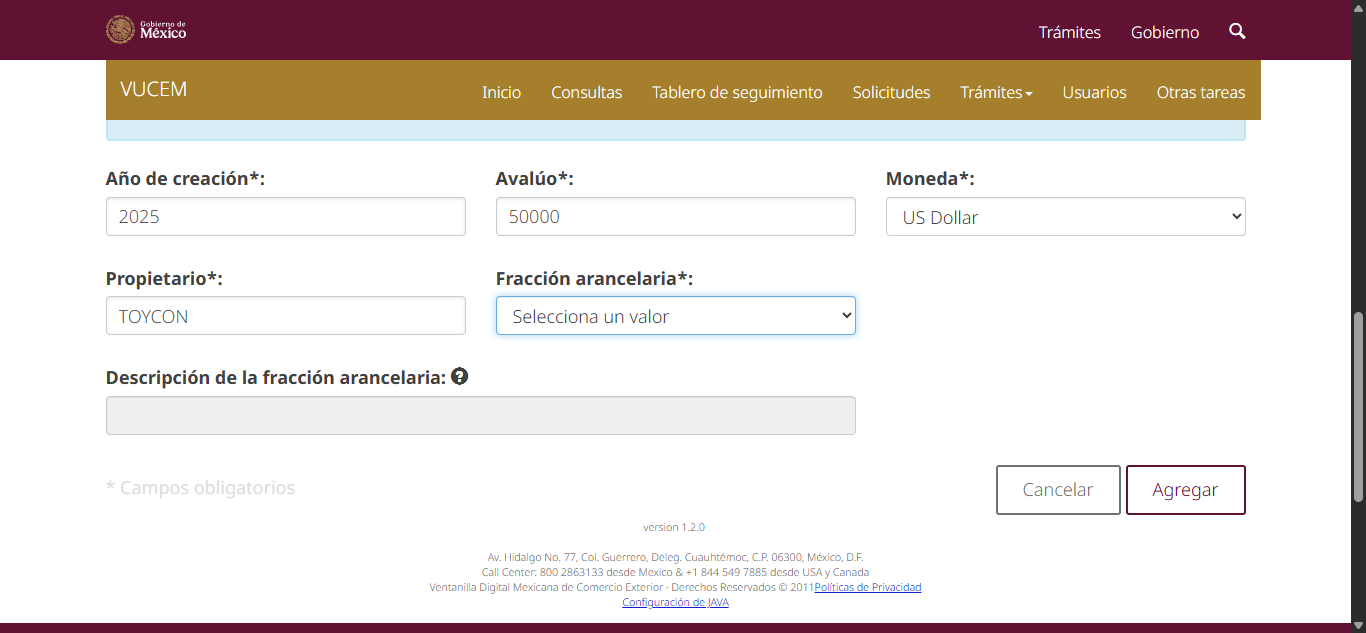 Gobierno de
México
Trámites Gobierno
VUCEM
Inicio Consultas Tablero de seguimiento Solicitudes Trámites Usuarios Otras tareas
Año de creación*: Avalúo*: Moneda*:
2025 50000 US Dollar
Propietario*: Fracción arancelaria*:
TOYCON Selecciona un valor
Descripción de la fracción arancelaria: ?
* Campos obligatorios
Cancelar Agregar
version 1.2.0
Av. Hidalgo No. 77, Col. Guerrero, Deleg. Cuauhtémoc, C.P. 06300, México, D.F.
Call Center: 800 2863133 desde Mexico & +1 844 549 7885 desde USA y Canada
Ventanilla Digital Mexicana de Comercio Exterior · Derechos Reservados © 2011Políticas de Privacidad
Configuración de JAVA